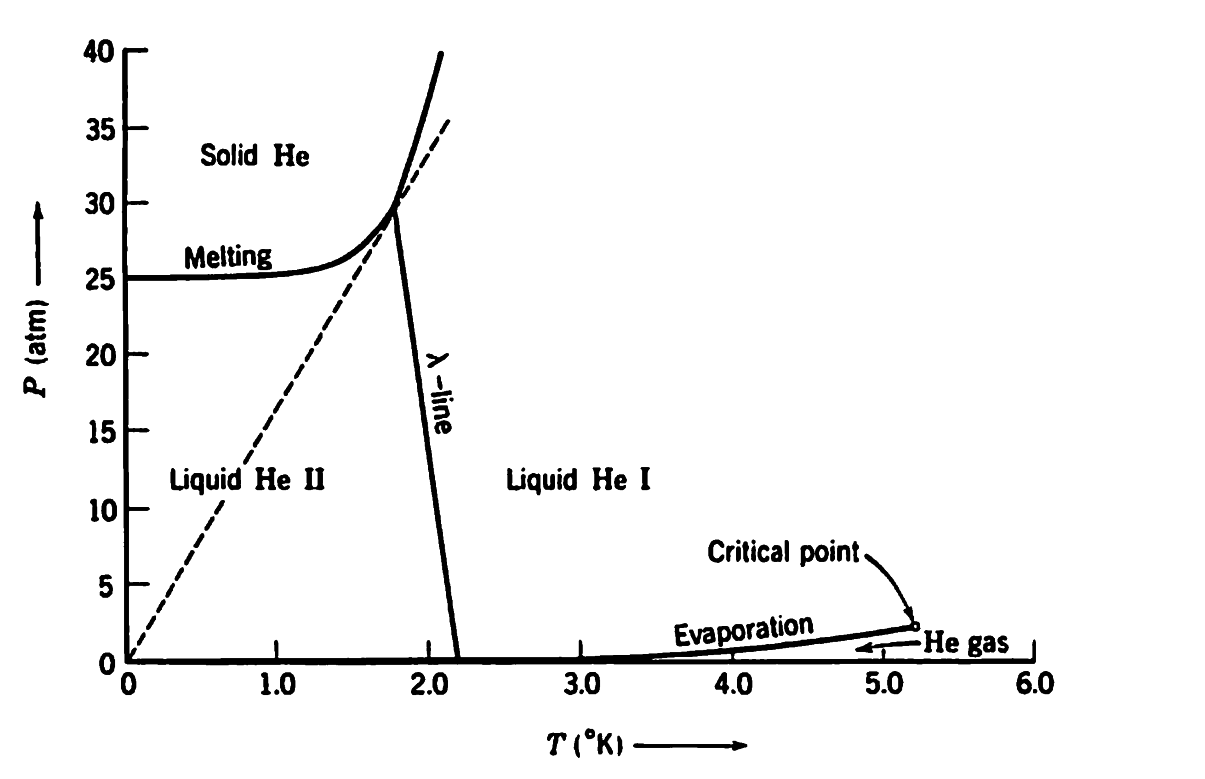 40
35
Solid He
30
Melting
25
P (atm)
20
λ-line
15
Liquid He II
Liquid He I
10
Critical point
5
Evaporation
He gas
0
0 1.0 2.0 3.0 4.0 5.0 6.0
T (°K)